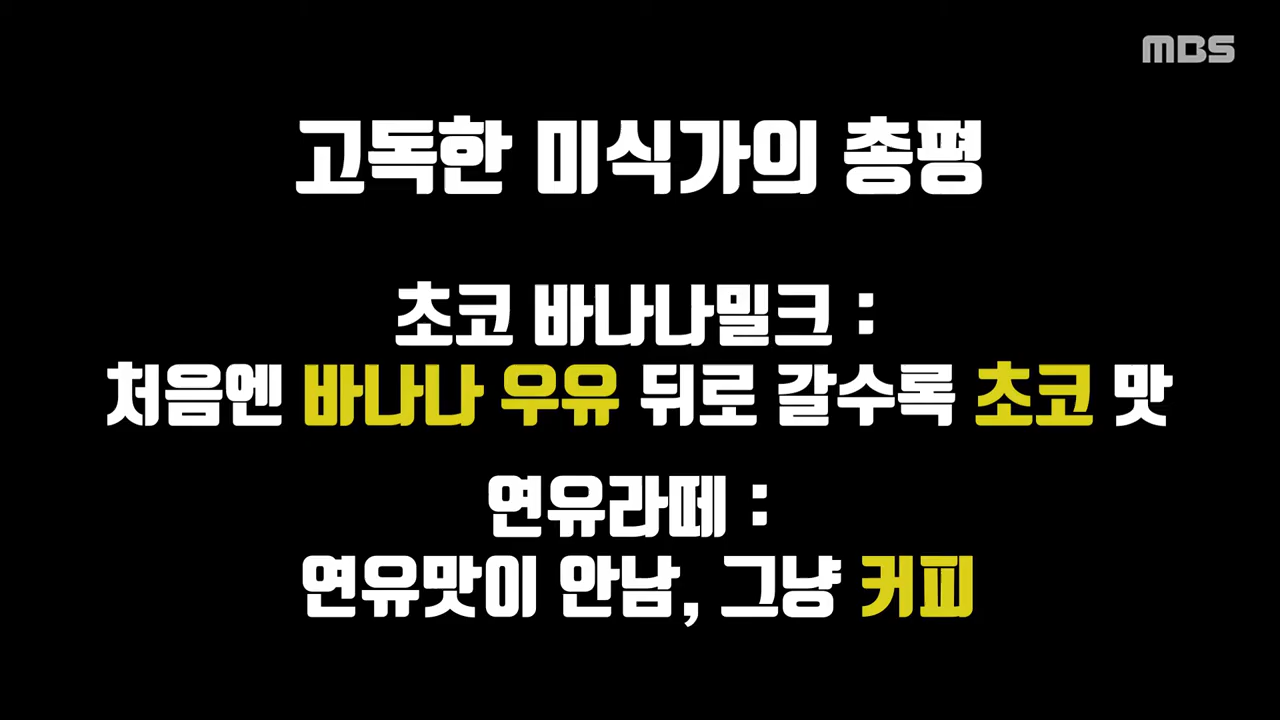 MBS
고독한 미식가의 총평
초코 바나나밀크 :
처음엔 바나나 우유 뒤로 갈수록 초코 맛
연유라떼 :
연유맛이 안남, 그냥 커피